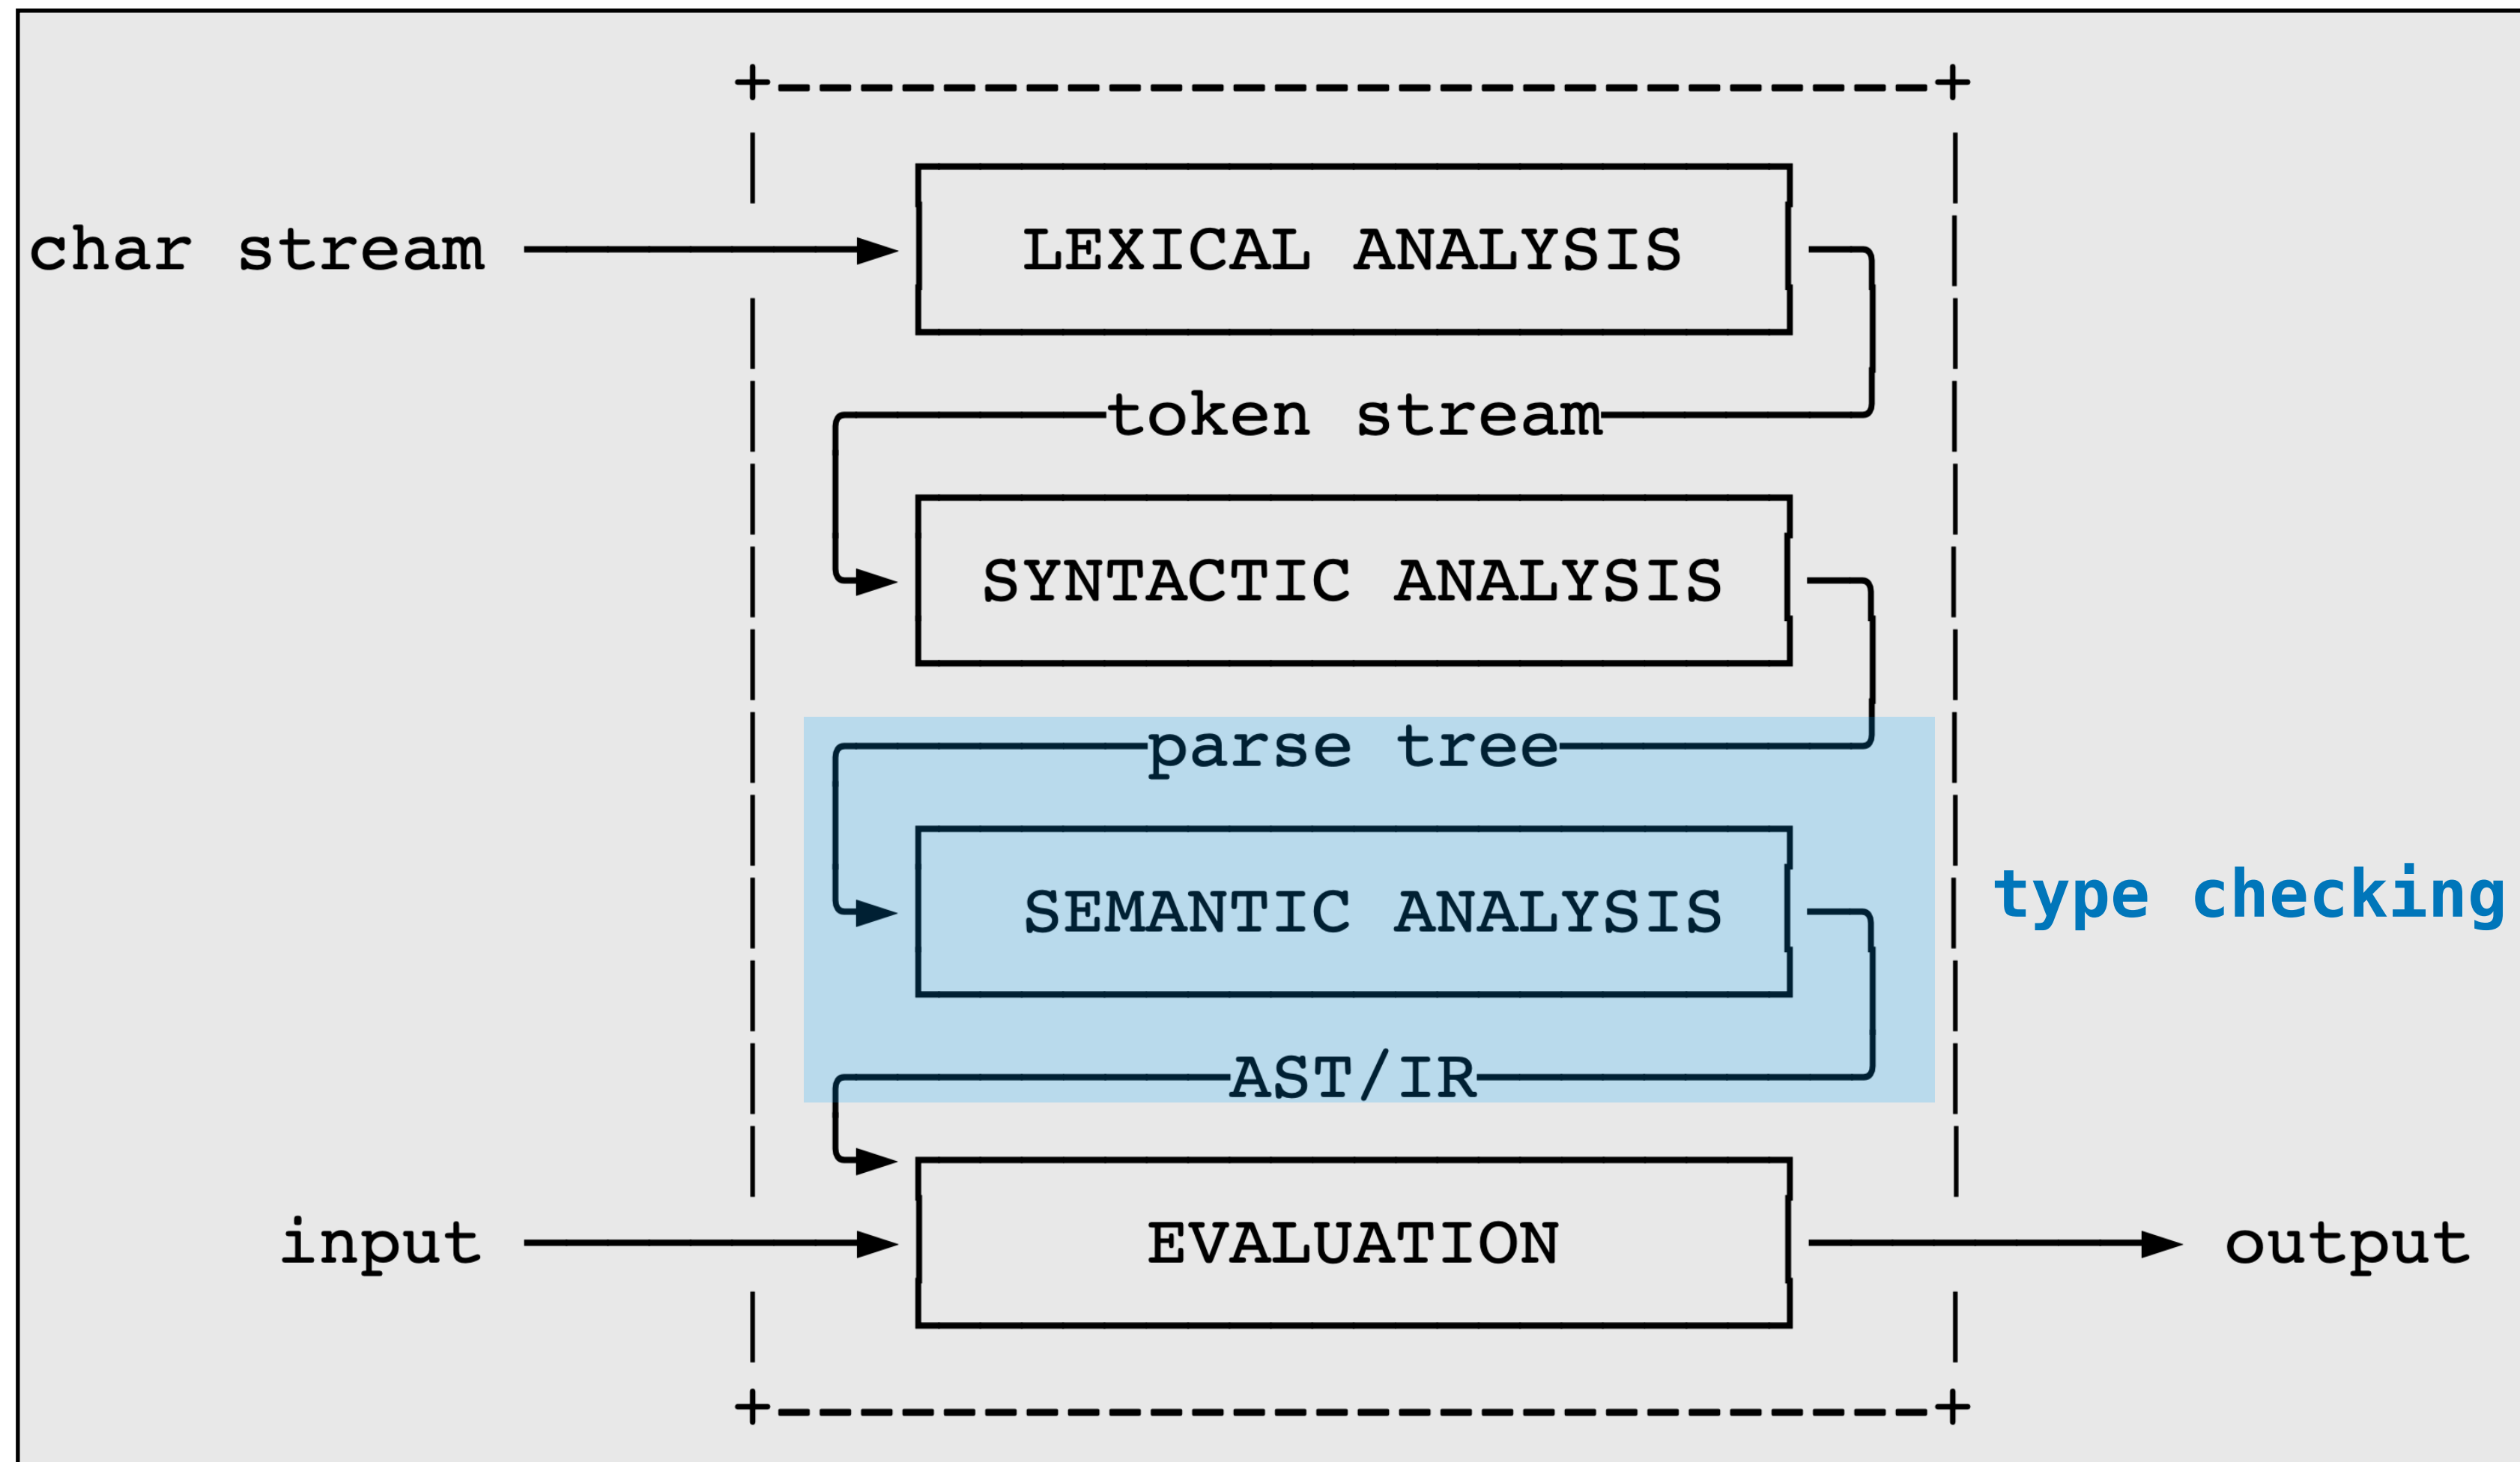 char stream
LEXICAL ANALYSIS
token stream
SYNTACTIC ANALYSIS
parse tree
SEMANTIC ANALYSIS
type checking
AST/IR
input
EVALUATION
output